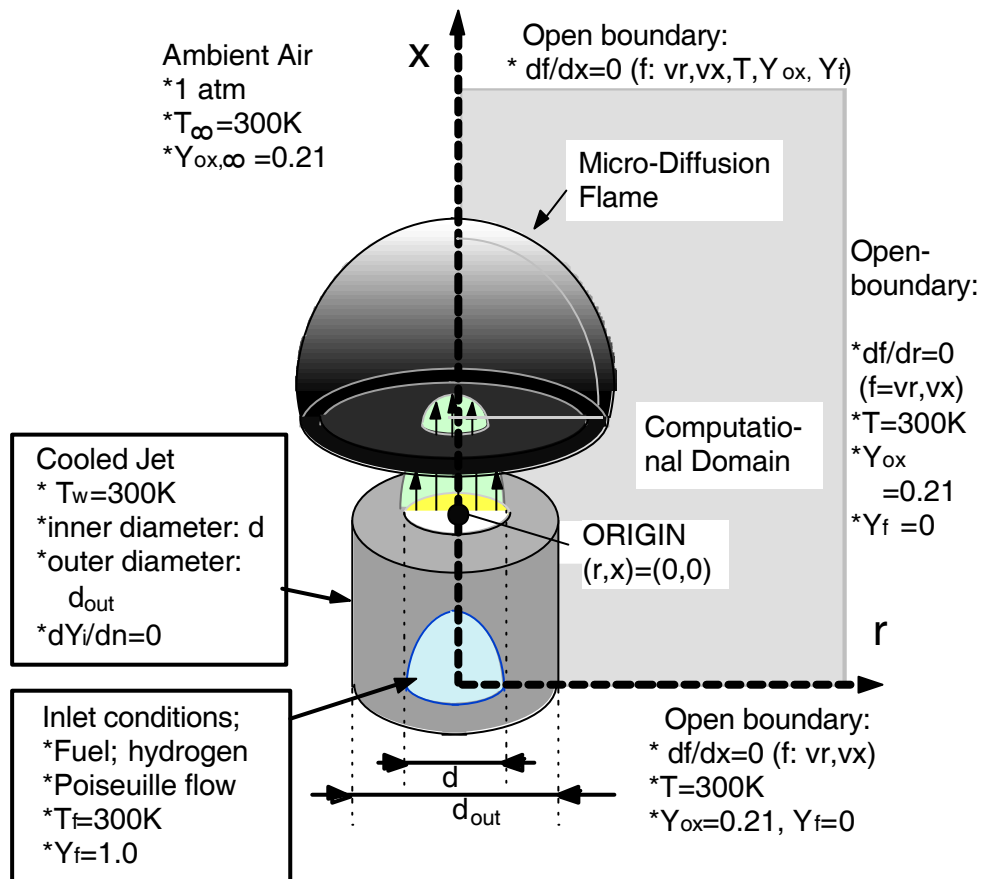 Ambient Air
*1 atm
*T∞=300K
*Yox,∞ =0.21
x
Open boundary:
* df/dx=0 (f: vr,vx,T,Yox, Yf)
Micro-Diffusion
Flame
Open-
boundary:
*df/dr=0
(f=vr,vx)
*T=300K
*Yox
=0.21
*Yf =0
Computatio-
nal Domain
Cooled Jet
* Tw=300K
*inner diameter: d
*outer diameter:
dout
*dYi/dn=0
ORIGIN
(r,x)=(0,0)
r
Inlet conditions;
*Fuel; hydrogen
*Poiseuille flow
*Tf=300K
*Yf=1.0
d
dout
Open boundary:
* df/dx=0 (f: vr,vx)
*T=300K
*Yox=0.21, Yf=0